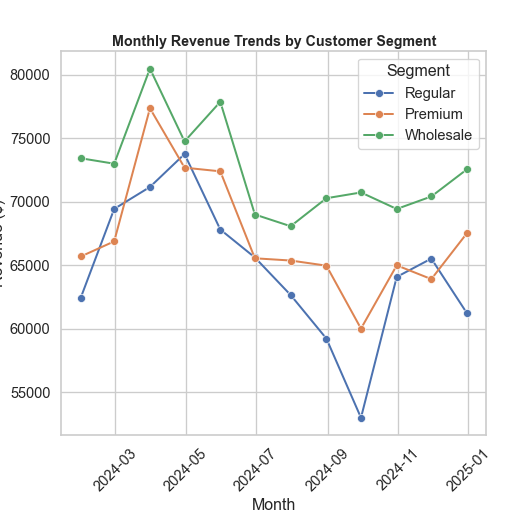 Monthly Revenue Trends by Customer Segment
Segment
Regular
Premium
Wholesale
80000
75000
70000
65000
60000
55000
2024-03
2024-05
2024-07
2024-09
2024-11
2025-01
Month